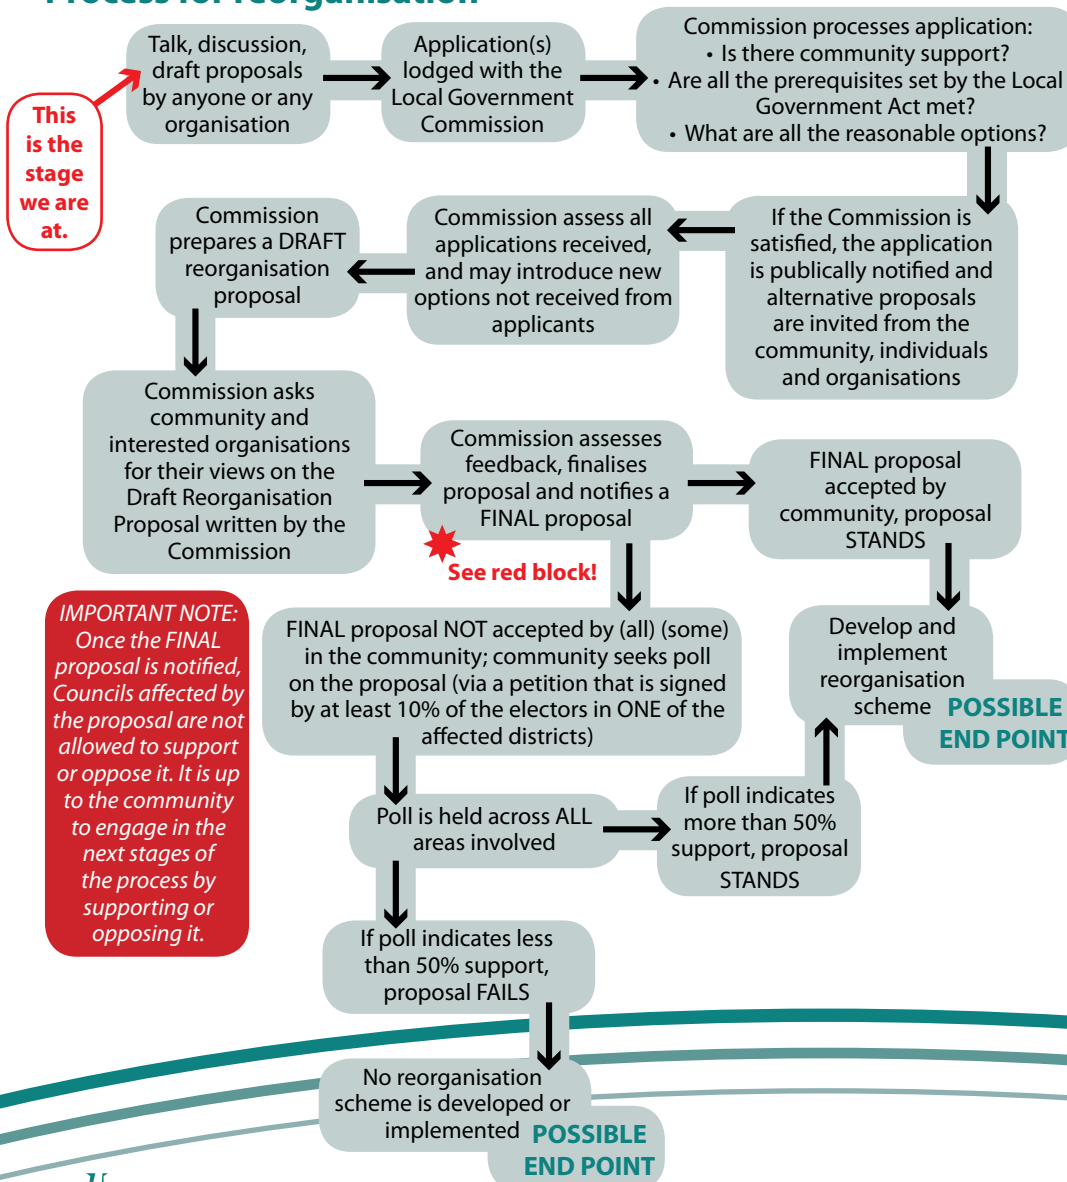 Process for reorganisation
Talk, discussion,
draft proposals
by anyone or any
organisation
Application(s)
lodged with the
Local Government
Commission
Commission processes application:
• Is there community support?
• Are all the prerequisites set by the Local
Government Act met?
• What are all the reasonable options?
This
is the
stage
we are
at.
Commission
prepares a DRAFT
reorganisation
proposal
Commission assess all
applications received,
and may introduce new
options not received from
applicants
If the Commission is
satisfied, the application
is publically notified and
alternative proposals
are invited from the
community, individuals
and organisations
Commission asks
community and
interested organisations
for their views on the
Draft Reorganisation
Proposal written by the
Commission
Commission assesses
feedback, finalises
proposal and notifies a
FINAL proposal
See red block!
FINAL proposal
accepted by
community, proposal
STANDS
IMPORTANT NOTE:
Once the FINAL
proposal is notified,
Councils affected by
the proposal are not
allowed to support
or oppose it. It is up
to the community
to engage in the
next stages of
the process by
supporting or
opposing it.
FINAL proposal NOT accepted by (all) (some)
in the community; community seeks poll
on the proposal (via a petition that is signed
by at least 10% of the electors in ONE of the
affected districts)
Develop and
implement
reorganisation
scheme
POSSIBLE
END POINT
Poll is held across ALL
areas involved
If poll indicates
more than 50%
support, proposal
STANDS
If poll indicates less
than 50% support,
proposal FAILS
No reorganisation
scheme is developed or
implemented
POSSIBLE
END POINT